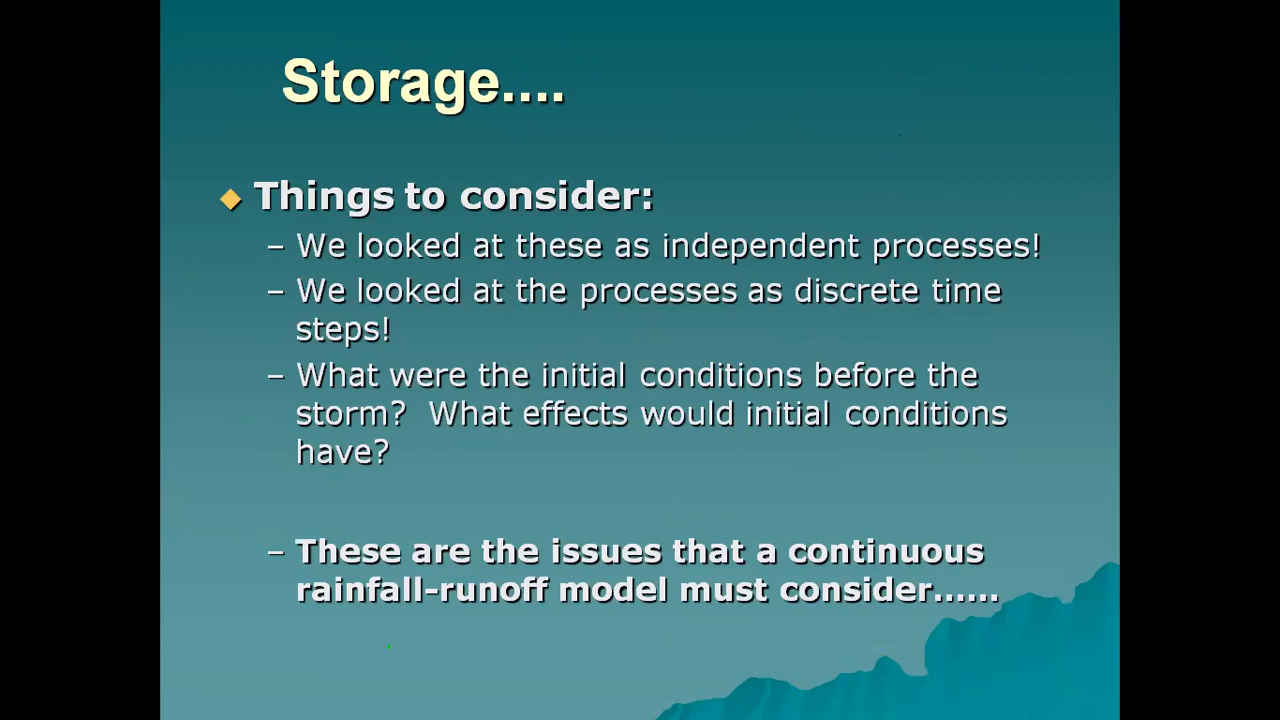 Storage....
Things to consider:
– We looked at these as independent processes!
– We looked at the processes as discrete time
steps!
– What were the initial conditions before the
storm?  What effects would initial conditions
have?
– These are the issues that a continuous
rainfall-runoff model must consider……